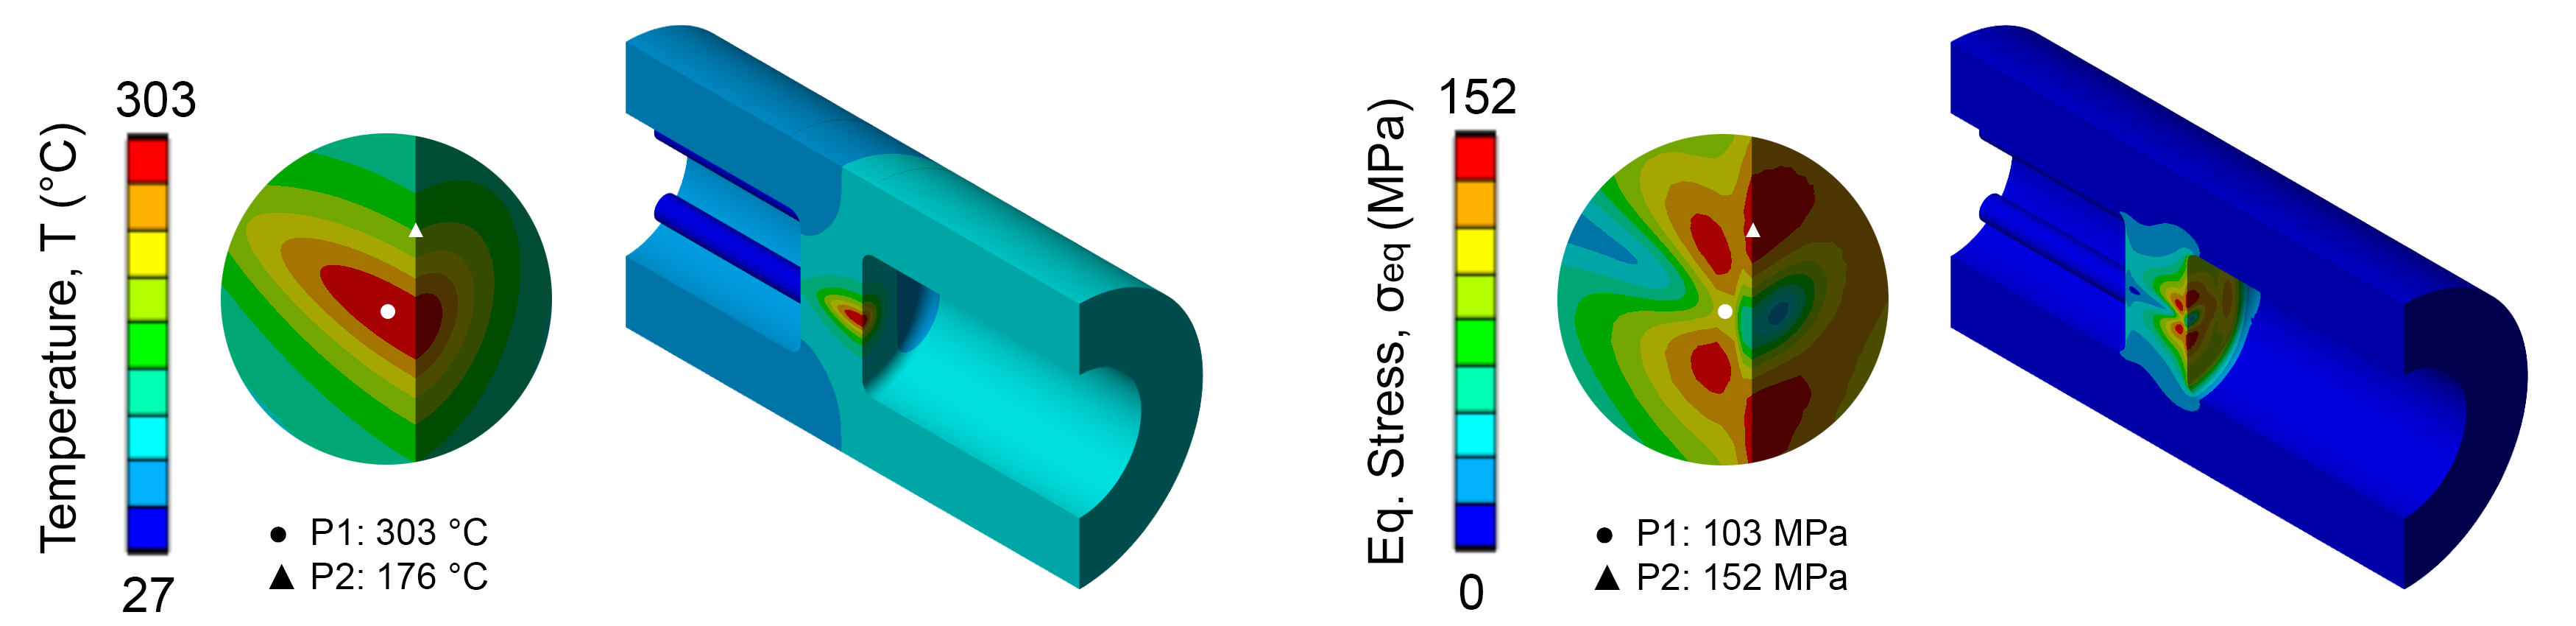 Temperature, T (°C)
303
27
● P1: 303 °C
▲ P2: 176 °C
Eq. Stress, σeq (MPa)
152
0
● P1: 103 MPa
▲ P2: 152 MPa